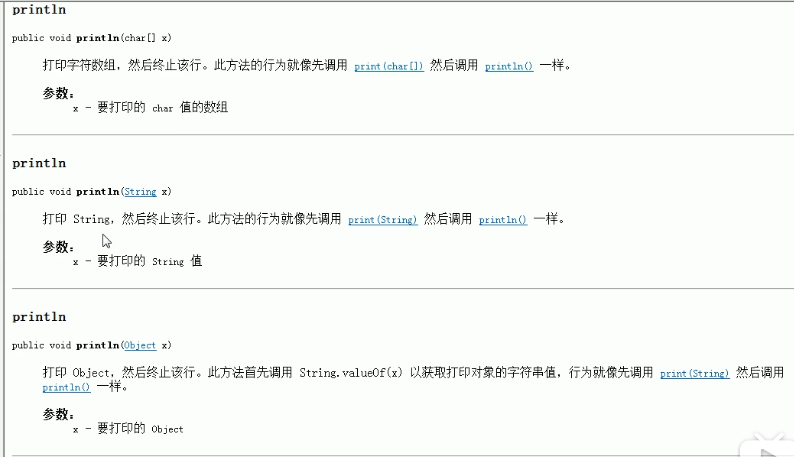 println
public void println(char[] x)
打印字符数组，然后终止该行。此方法的行为就像先调用 print(char[]) 然后调用 println() 一样。
参数：
x - 要打印的 char 值的数组
println
public void println(String x)
打印 String，然后终止该行。此方法的行为就像先调用 print(String) 然后调用 println() 一样。
参数：
x - 要打印的 String 值
println
public void println(Object x)
打印 Object，然后终止该行。此方法首先调用 String.valueOf(x) 以获取打印对象的字符串值，行为就像先调用 print(String) 然后调用
println() 一样。
参数：
x - 要打印的 Object